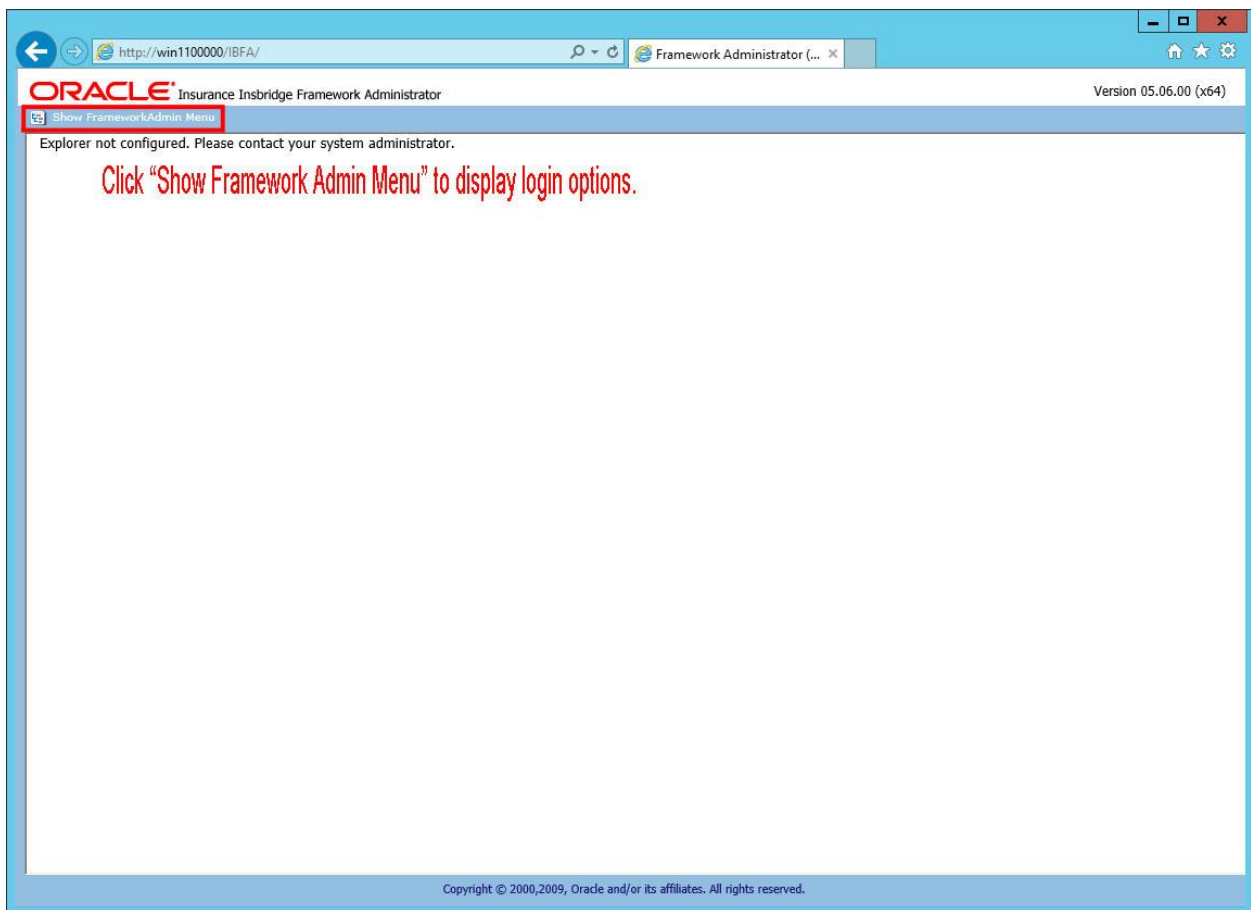 http://win1100000/IBFA/
Framework Administrator (...
ORACLE Insurance Insbridge Framework Administrator
Version 05.06.00 (x64)
Show FrameworkAdmin Menu
Explorer not configured. Please contact your system administrator.
Click “Show Framework Admin Menu” to display login options.
Copyright © 2000,2009, Oracle and/or its affiliates. All rights reserved.